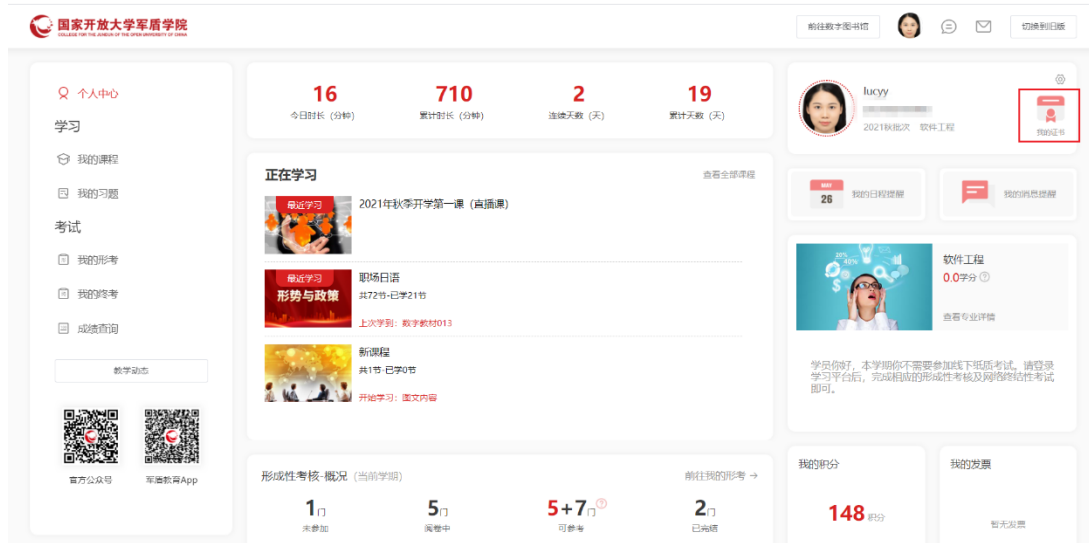 国家开放大学军盾学院
COLLEGE FOR THE JUNDUN OF THE OPEN UNIVERSITY OF CHINA
前往数字图书馆
切换到旧版
个人中心
学习
我的课程
我的习题
考试
我的形考
我的终考
成绩查询
教学动态
官方公众号
军盾教育App
16
710
2
19
今日时长（分钟）
累计时长（分钟）
连续天数（天）
累计天数（天）
正在学习
查看全部课程
最近学习
2021年秋季开学第一课（直播课）
最近学习
形势与政策
职场日语
共72节-已学21节
上次学到：数字教材013
新课程
共1节-已学0节
开始学习：图文内容
形成性考核-概况（当前学期）
前往我的形考 →
1门
5门
5+7门
2门
未参加
阅卷中
可参考
已完结
lucyy
2021秋批次 软件工程
我的证书
MAY
26
我的日程提醒
我的消息提醒
20%
40%
软件工程
0.0学分
查看专业详情
学员你好，本学期你不需要参加线下纸质考试。请登录
学习平台后，完成相应的形成性考核及网络终结性考试
即可。
我的积分
148 积分
我的发票
暂无发票